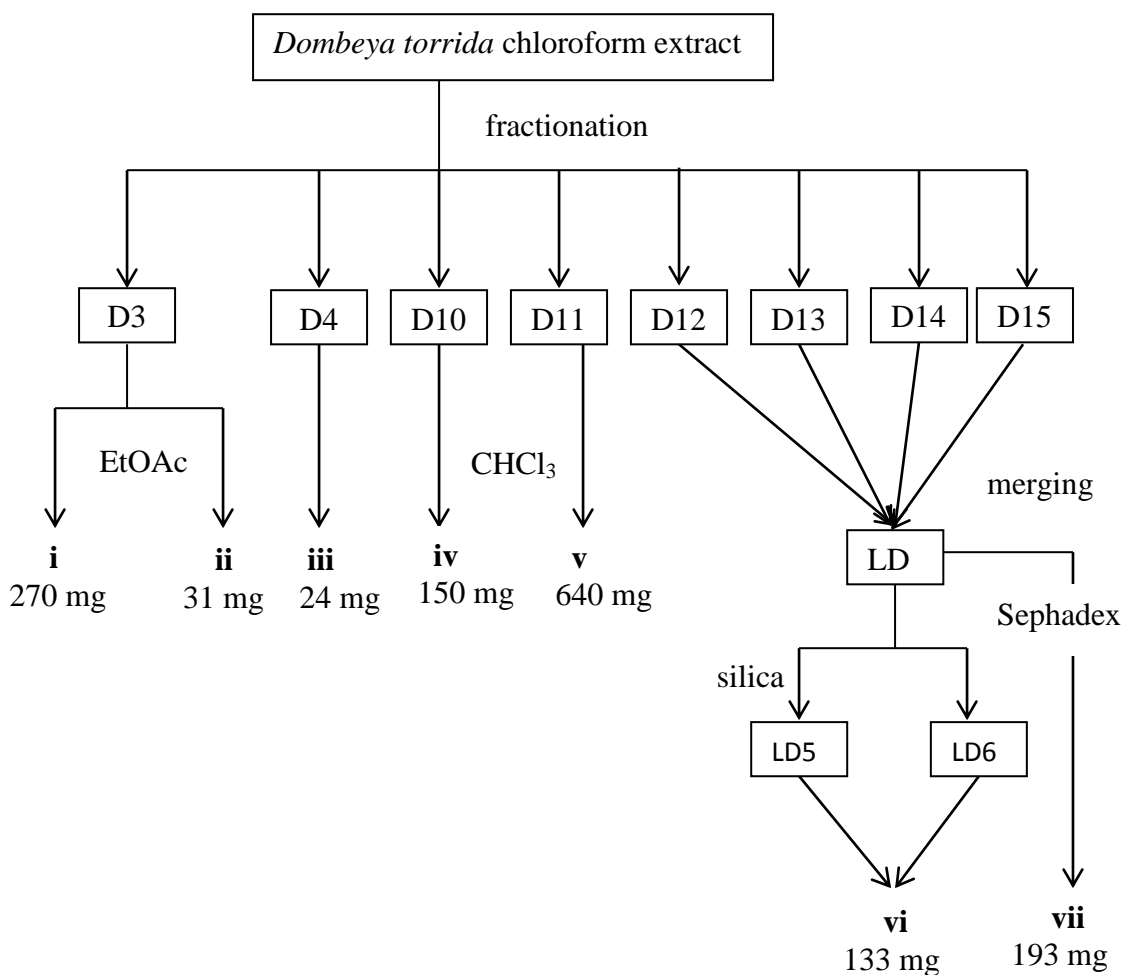 Dombeya torrida chloroform extract
fractionation
D3 D4 D10 D11 D12 D13 D14 D15
EtOAc
CHCl₃
merging
i
270 mg
ii
31 mg
iii
24 mg
iv
150 mg
v
640 mg
LD
Sephadex
silica
LD5 LD6
vi
133 mg
vii
193 mg